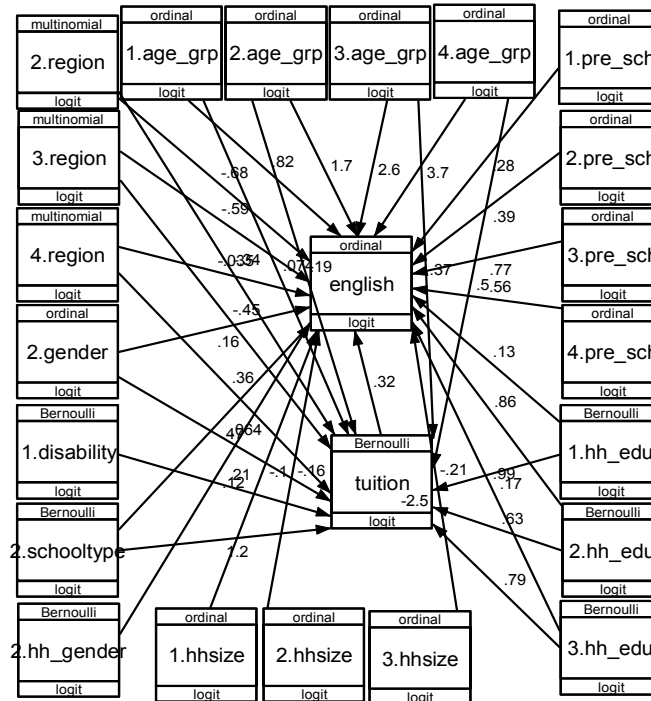 multinomial
2.region
logit
ordinal
1.age_grp
logit
ordinal
2.age_grp
logit
ordinal
3.age_grp
logit
ordinal
4.age_grp
logit
ordinal
1.pre_sch
logit
multinomial
3.region
logit
ordinal
2.pre_sch
logit
multinomial
4.region
logit
ordinal
3.pre_sch
logit
ordinal
2.gender
logit
ordinal
4.pre_sch
logit
Bernoulli
1.disability
logit
Bernoulli
1.hh_edu
logit
Bernoulli
2.schooltype
logit
Bernoulli
2.hh_edu
logit
Bernoulli
2.hh_gender
logit
Bernoulli
3.hh_edu
logit
ordinal
1.hhsize
logit
ordinal
2.hhsize
logit
ordinal
3.hhsize
logit
ordinal
english
logit
Bernoulli
tuition
-2.5
logit
-.68
.82
1.7
2.6
3.7
.28
-.59
.39
.19
.37
.77
.5
.56
-.45
.16
.32
.13
.36
.86
.21
.12
-.1
-.16
-.21
.99
.17
1.2
.63
.79